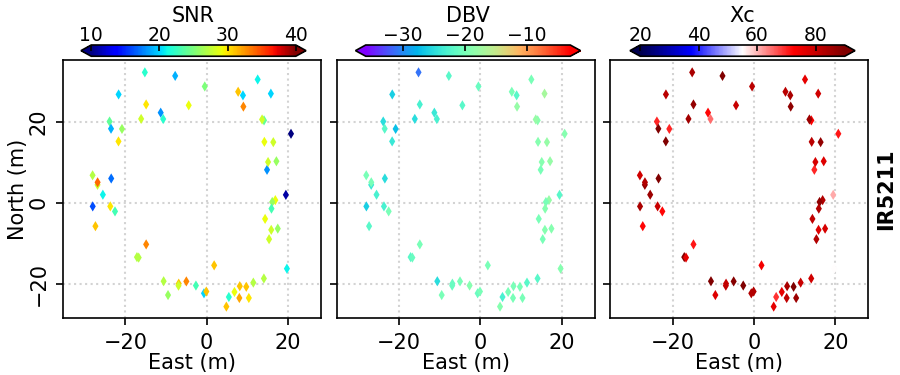 SNR DBV Xc
10 20 30 40 −30 −20 −10 20 40 60 80
North (m)
20
0
−20
−20 0 20 −20 0 20 −20 0 20
East (m) East (m) East (m)
IR5211